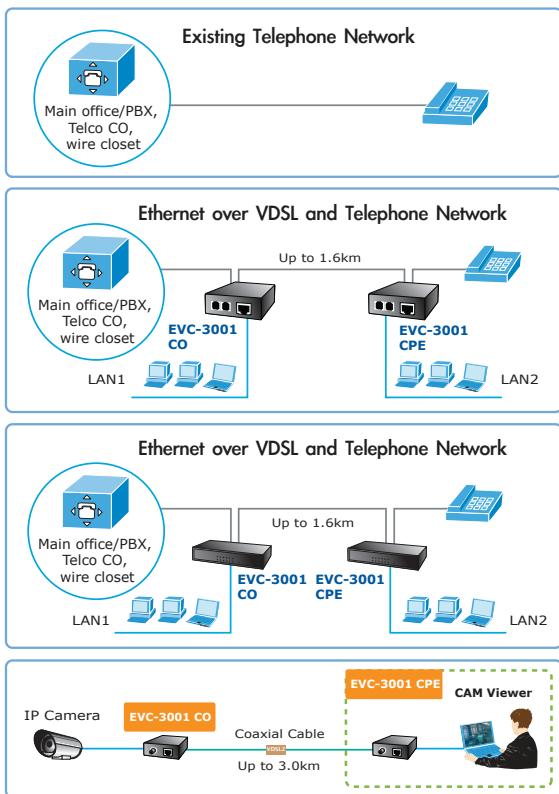 Existing Telephone Network
Main office/PBX,
Telco CO,
wire closet
Ethernet over VDSL and Telephone Network
Up to 1.6km
Main office/PBX,
Telco CO,
wire closet
EVC-3001
CO
EVC-3001
CPE
LAN1
LAN2
Ethernet over VDSL and Telephone Network
Up to 1.6km
Main office/PBX,
Telco CO,
wire closet
EVC-3001
CO
EVC-3001
CPE
LAN1
LAN2
EVC-3001 CPE
CAM Viewer
IP Camera
EVC-3001 CO
Coaxial Cable
VDSL2
Up to 3.0km